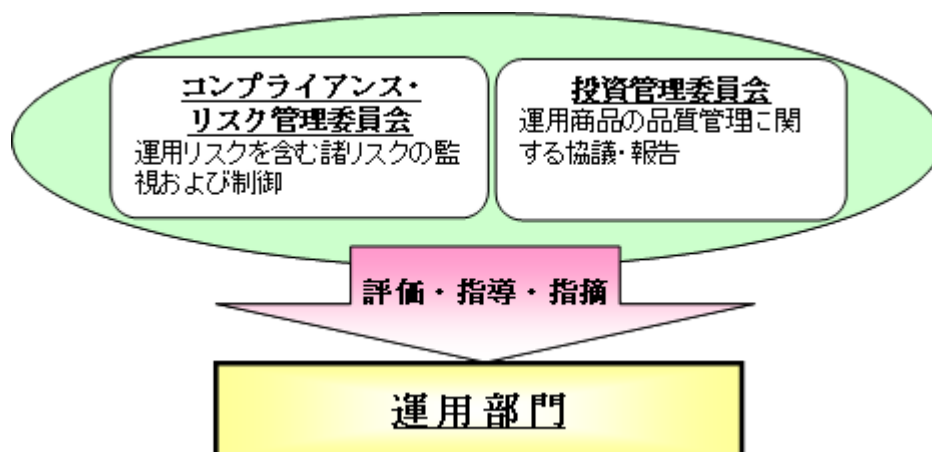 コンプライアンス・
リスク管理委員会
運用リスクを含む諸リスクの監
視および制御
投資管理委員会
運用商品の品質管理に関
する協議・報告
評価・指導・指摘
運用部門